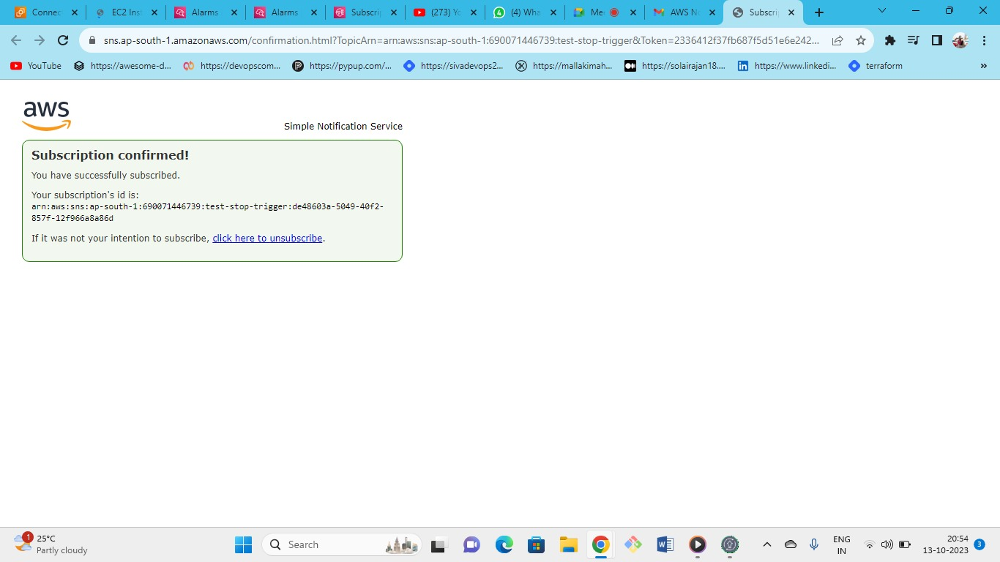 Connec
EC2 Inst
Alarms
Alarms
Subscrip
(273) Yo
(4) Wha
Me
AWS No
Subscrip
sns.ap-south-1.amazonaws.com/confirmation.html?TopicArn=arn:aws:sns:ap-south-1:690071446739:test-stop-trigger&Token=2336412f37fb687f5d51e6e242...
YouTube
https://awesome-d...
https://devopscom...
https://pypup.com/...
https://sivadevops2...
https://mallakimah...
https://solairajan18....
https://www.linkedi...
terraform
»
aws
Simple Notification Service
Subscription confirmed!
You have successfully subscribed.
Your subscription's id is:
arn:aws:sns:ap-south-1:690071446739:test-stop-trigger:de48603a-5049-40f2-
857f-12f966a8a86d
If it was not your intention to subscribe, click here to unsubscribe.
1
25°C
Partly cloudy
Search
ENG
IN
20:54
13-10-2023
3